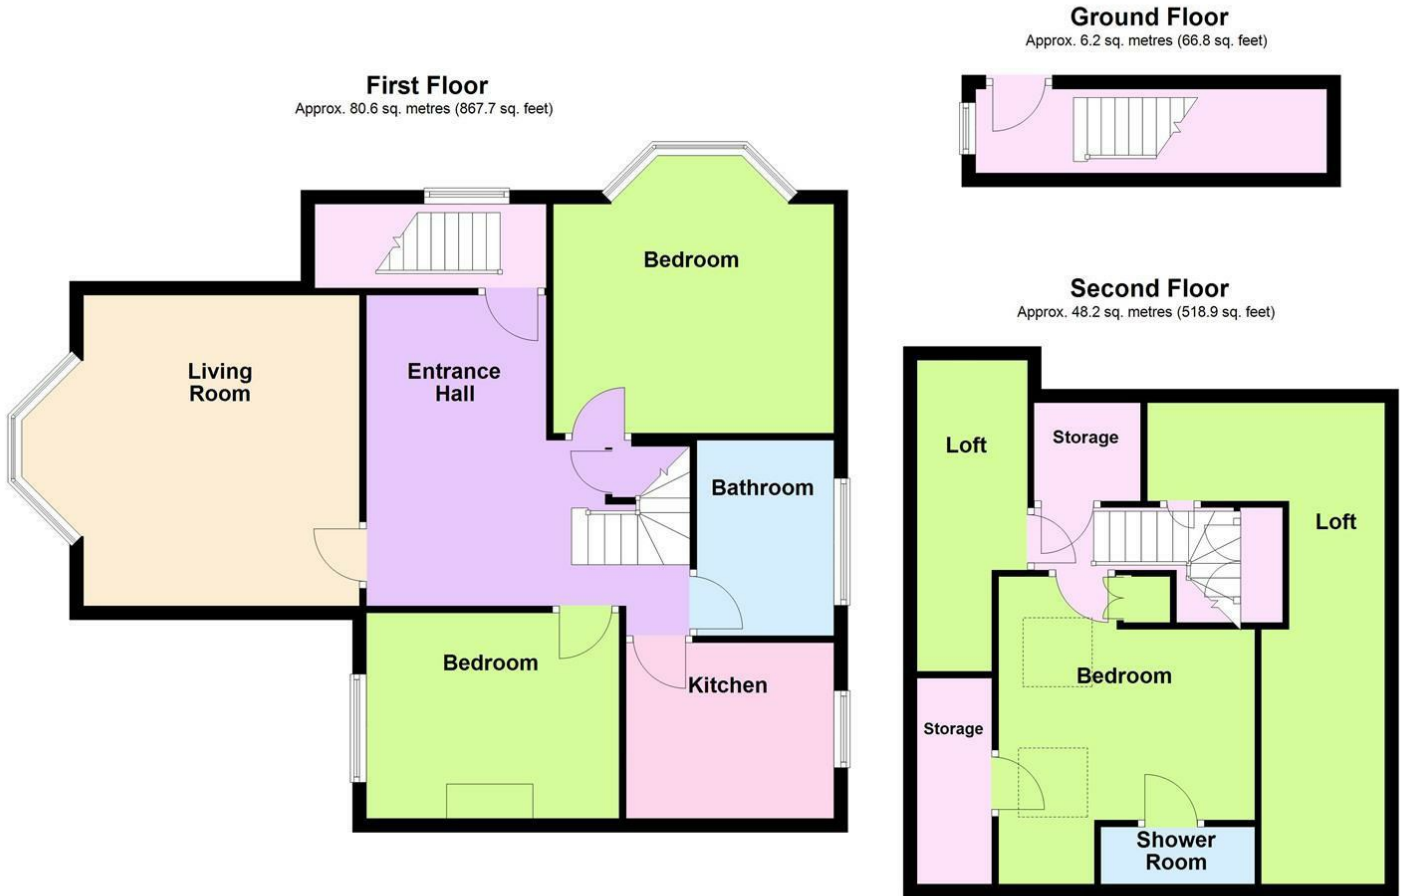 Ground Floor
Approx. 6.2 sq. metres (66.8 sq. feet)
First Floor
Approx. 80.6 sq. metres (867.7 sq. feet)
Bedroom
Living
Room
Entrance
Hall
Bathroom
Bedroom
Kitchen
Second Floor
Approx. 48.2 sq. metres (518.9 sq. feet)
Loft
Storage
Loft
Bedroom
Storage
Shower
Room